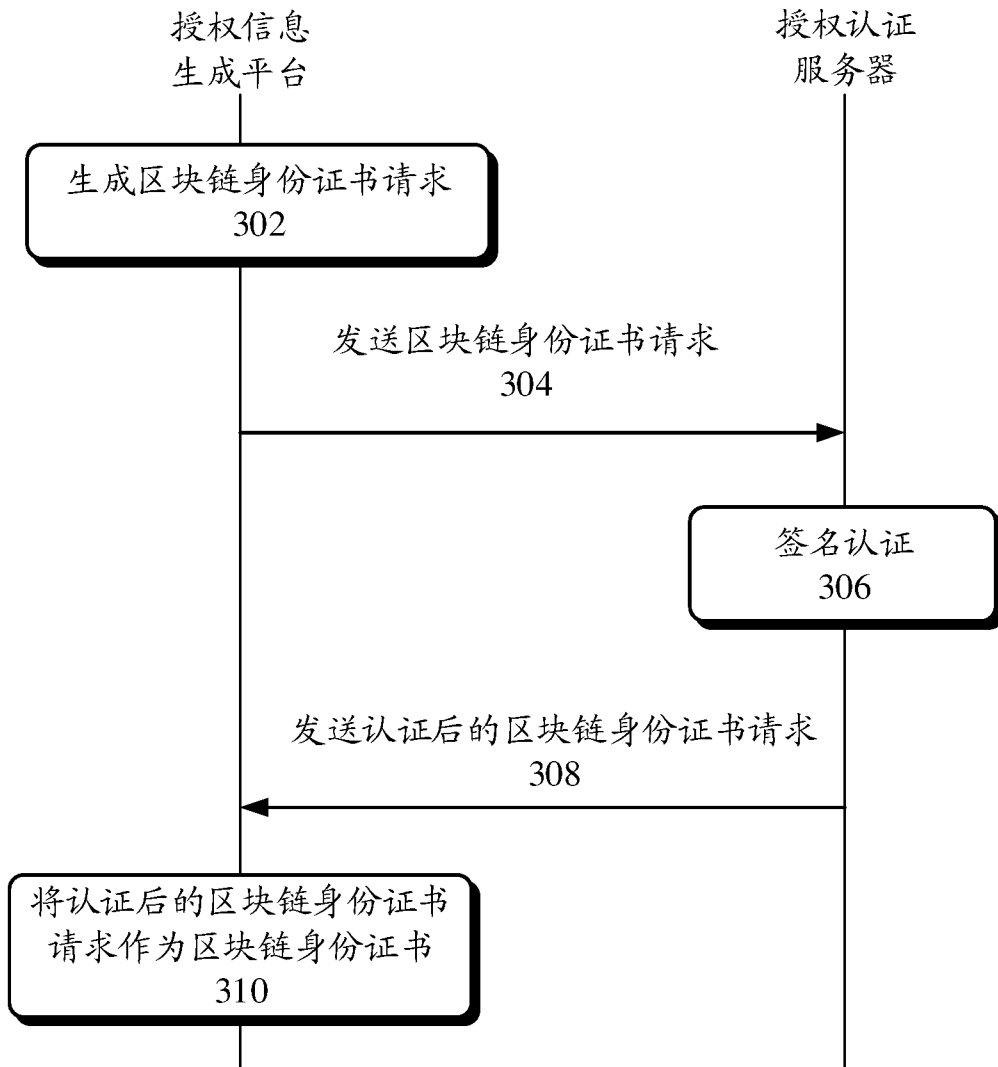 授权信息
生成平台
授权认证
服务器
生成区块链身份证书请求
302
发送区块链身份证书请求
304
签名认证
306
发送认证后的区块链身份证书请求
308
将认证后的区块链身份证书
请求作为区块链身份证书
310